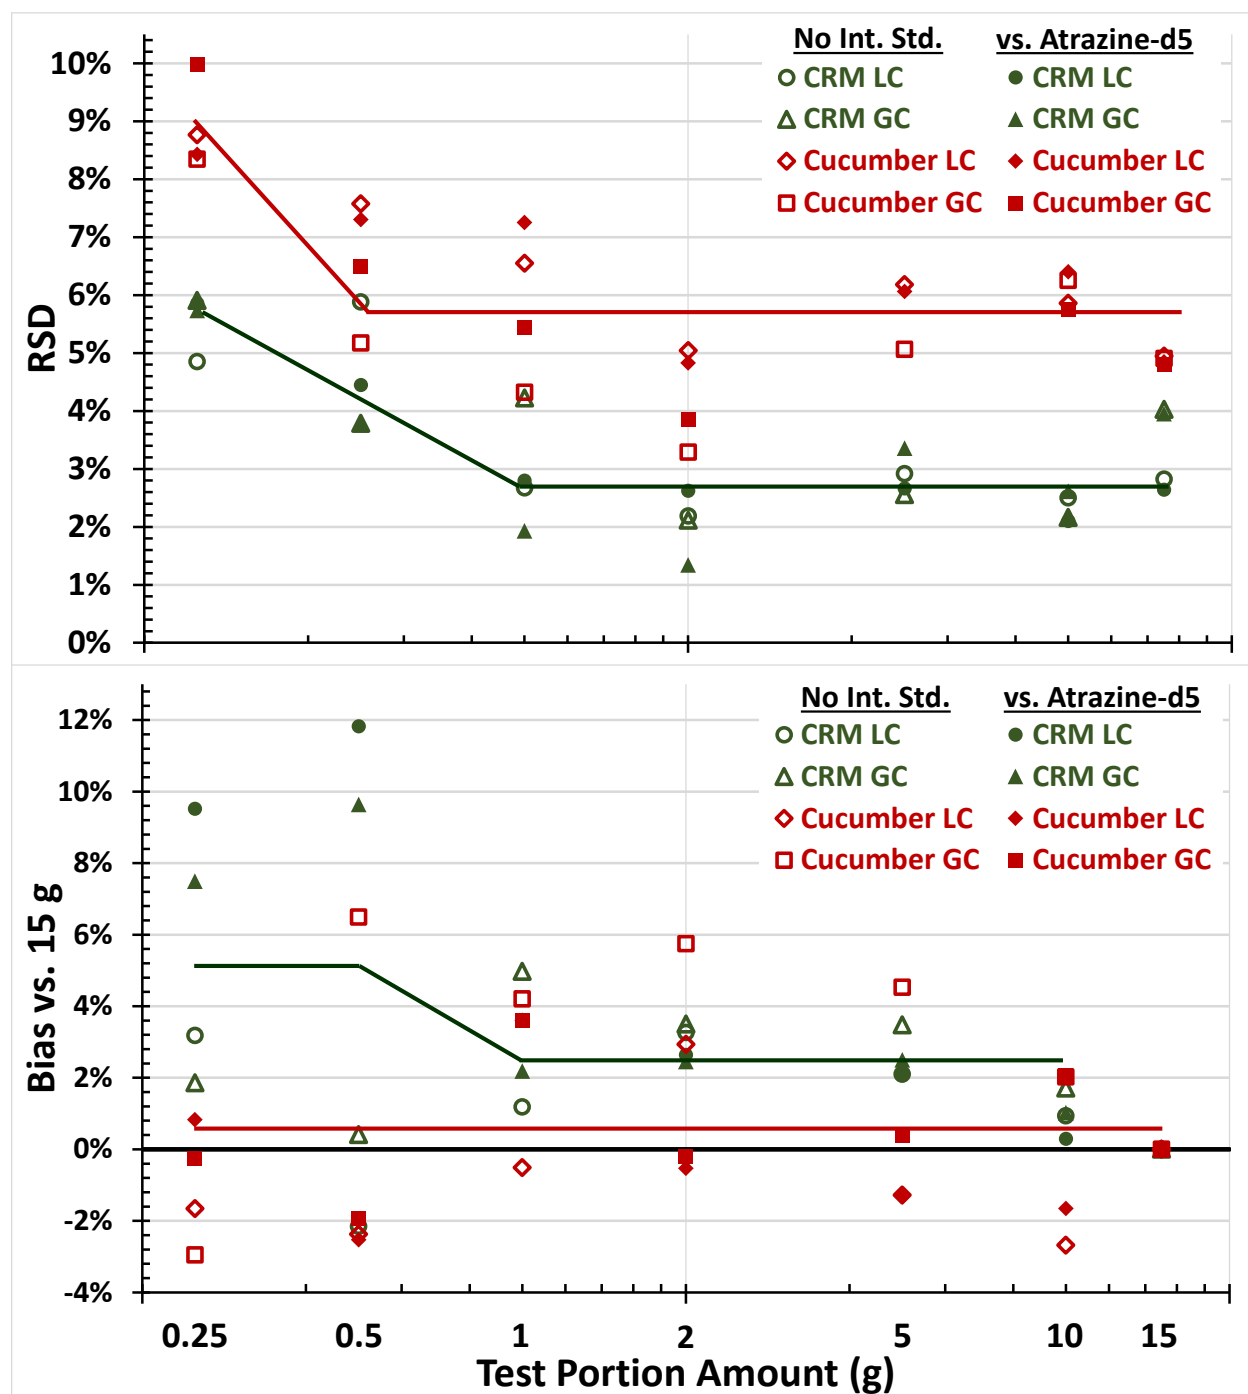 No Int. Std. vs. Atrazine-d5
CRM LC CRM LC
CRM GC CRM GC
Cucumber LC Cucumber LC
Cucumber GC Cucumber GC
RSD
10%
9%
8%
7%
6%
5%
4%
3%
2%
1%
0%
No Int. Std. vs. Atrazine-d5
CRM LC CRM LC
CRM GC CRM GC
Cucumber LC Cucumber LC
Cucumber GC Cucumber GC
Bias vs. 15 g
12%
10%
8%
6%
4%
2%
0%
-2%
-4%
0.25 0.5 1 2 5 10 15
Test Portion Amount (g)